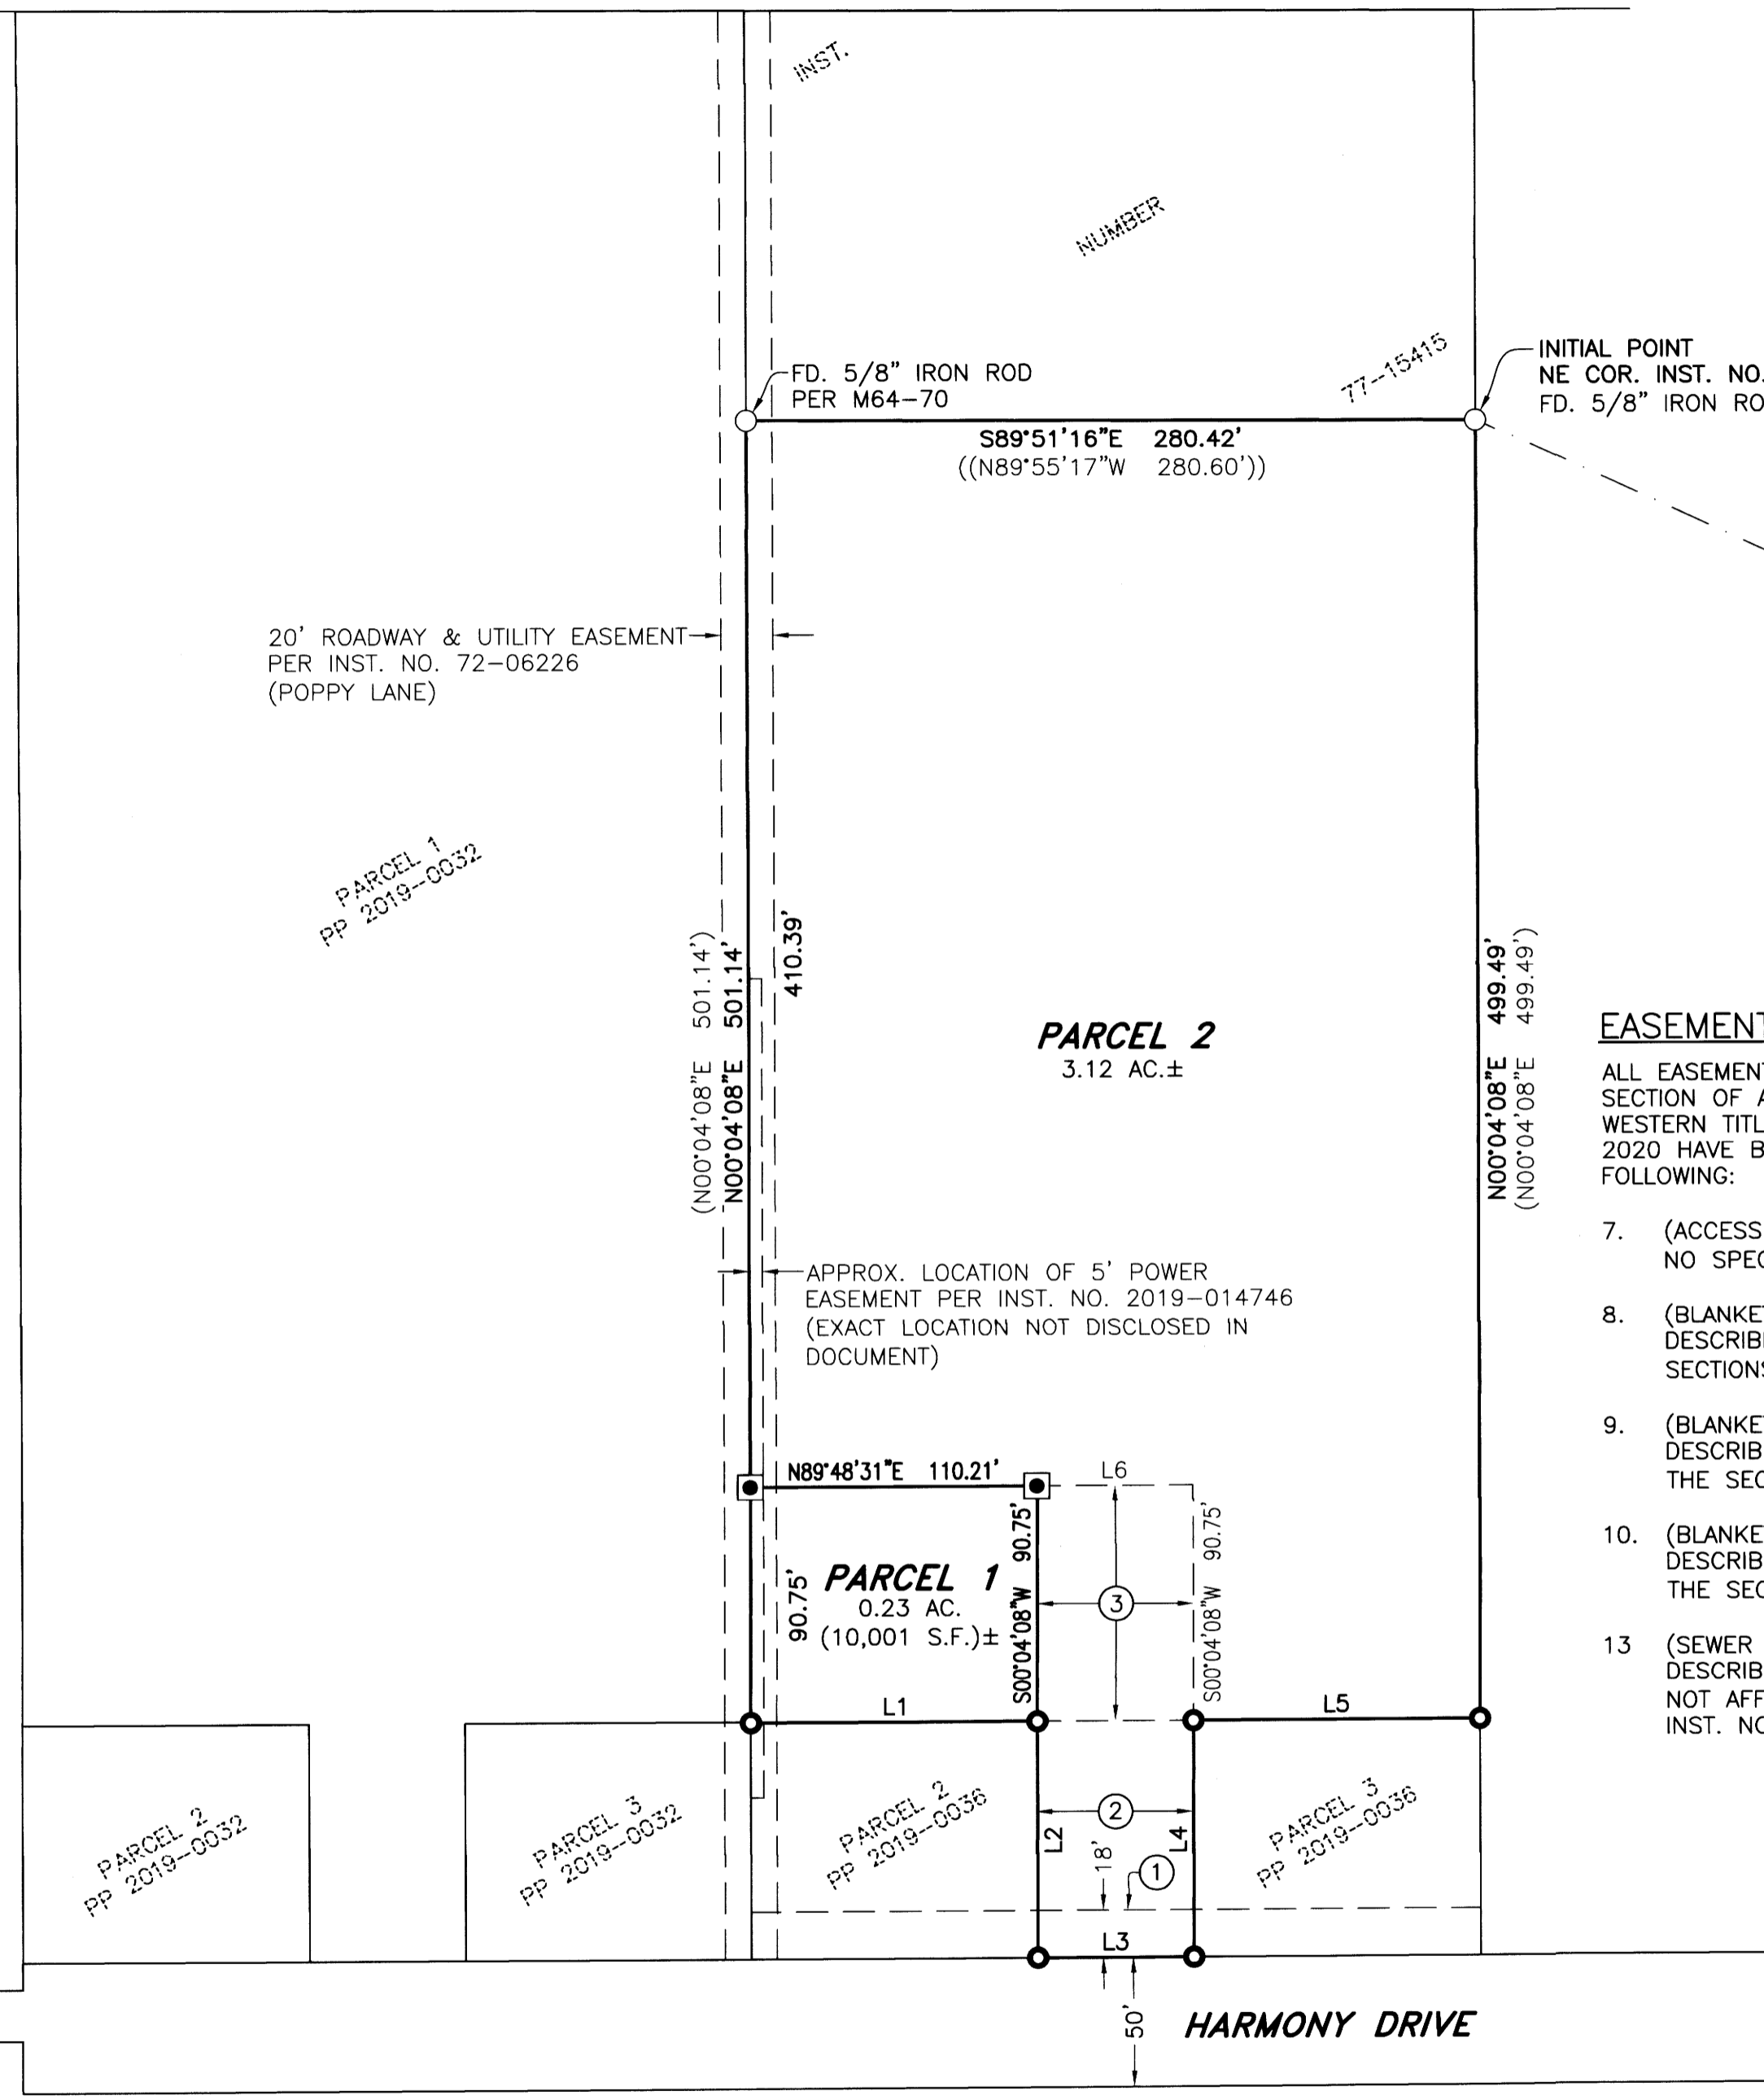 INST.
NUMBER
77-15415
FD. 5/8" IRON ROD
PER M64-70
INITIAL POINT
NE COR. INST. NO.
FD. 5/8" IRON RO
S89°51'16"E 280.42'
((N89°55'17"W 280.60'))
20' ROADWAY & UTILITY EASEMENT
PER INST. NO. 72-06226
(POPPY LANE)
PARCEL 1
PP 2019-0032
(N00°04'08"E 501.14')
N00°04'08"E 501.14'
410.39'
PARCEL 2
3.12 AC.±
N00°04'08"E 499.49'
(N00°04'08"E 499.49')
APPROX. LOCATION OF 5' POWER
EASEMENT PER INST. NO. 2019-014746
(EXACT LOCATION NOT DISCLOSED IN
DOCUMENT)
EASEMENT
ALL EASEMENT
SECTION OF A
WESTERN TITL
2020 HAVE B
FOLLOWING:
7. (ACCESS
NO SPEC
8. (BLANKET
DESCRIB
SECTIONS
9. (BLANKET
DESCRIB
THE SEC
10. (BLANKE
DESCRIB
THE SEC
13 (SEWER
DESCRIB
NOT AFF
INST. NO
N89°48'31"E 110.21'
L6
90.75'
PARCEL 1
0.23 AC.
(10,001 S.F.)±
S00°04'08"W 90.75'
3
S00°04'08"W 90.75'
L1
L5
PARCEL 2
PP 2019-0032
PARCEL 3
PP 2019-0032
PARCEL 2
PP 2019-0036
L2
2
L4
18'
1
PARCEL 3
PP 2019-0036
L3
50'
HARMONY DRIVE